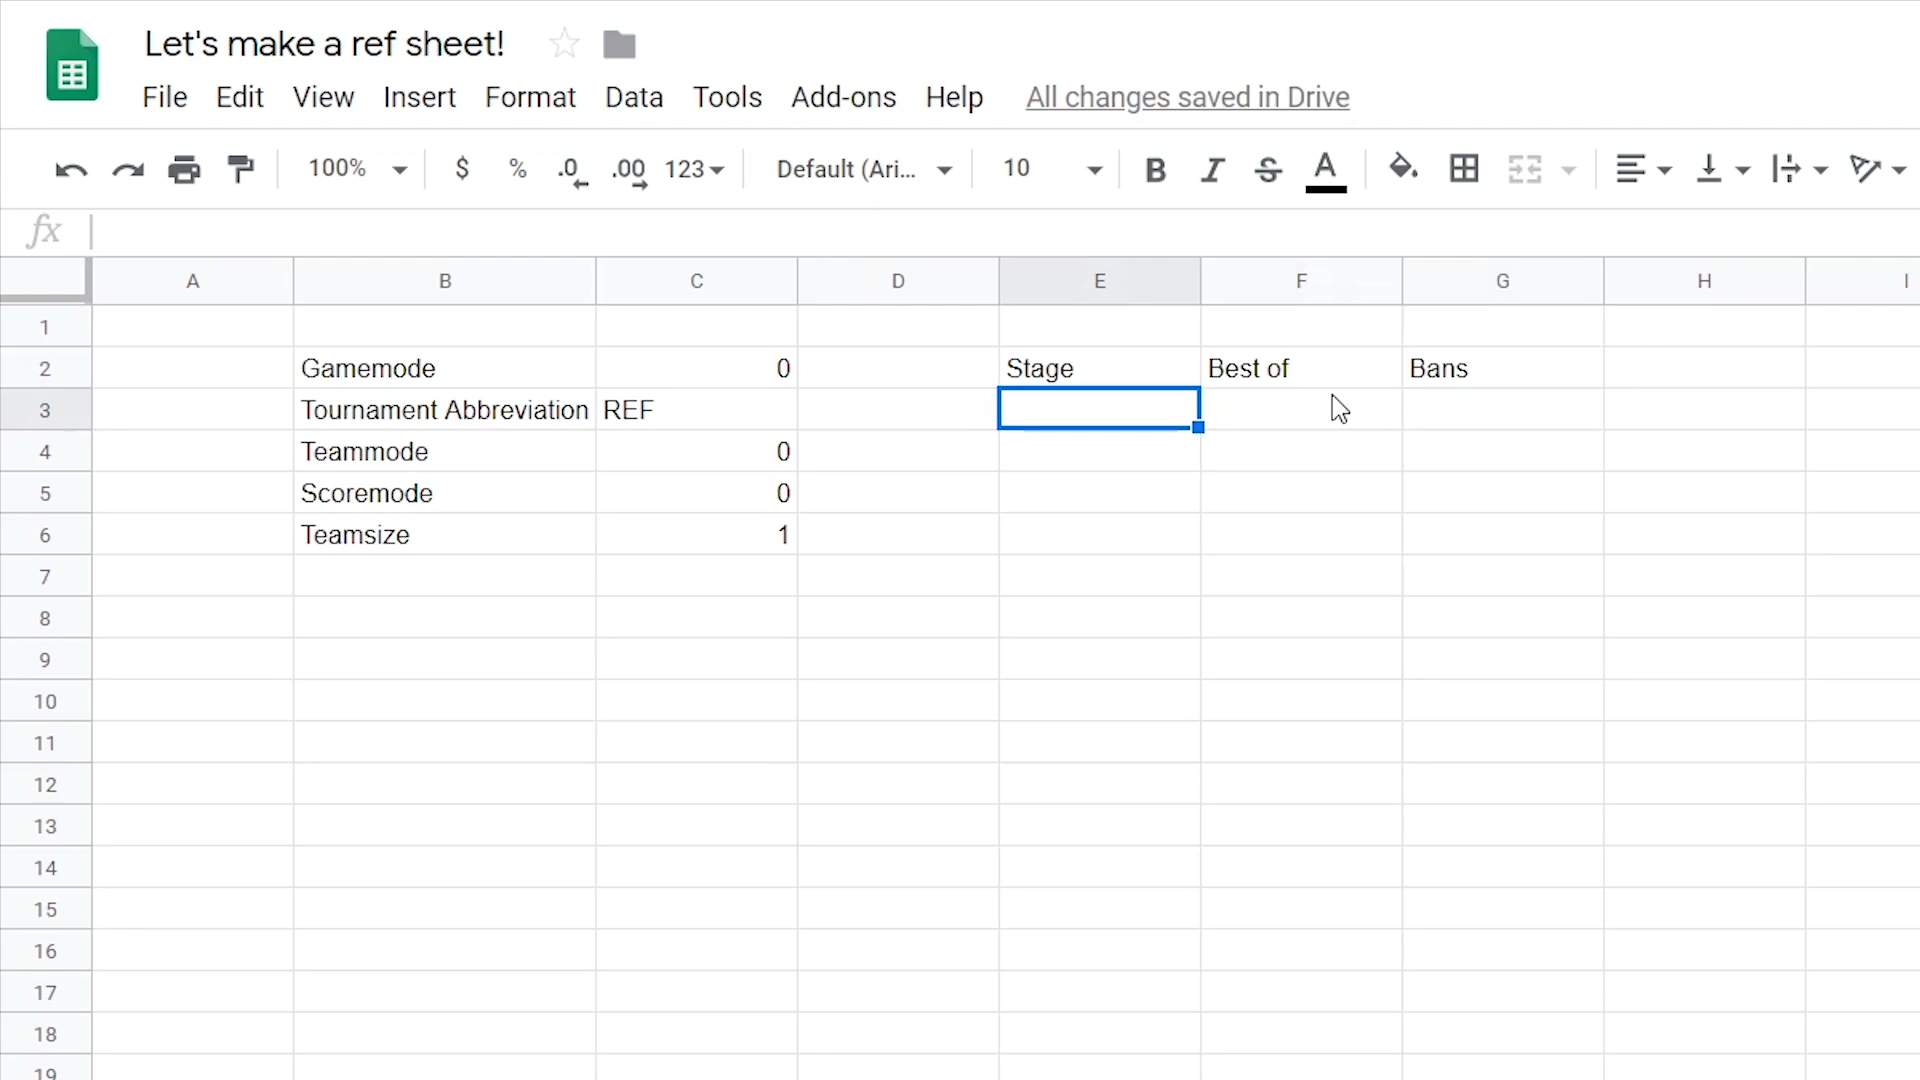 Let's make a ref sheet!
File Edit View Insert Format Data Tools Add-ons Help All changes saved in Drive
100% $ % .0 .00 123 Default (Ari... 10 B I S A
fx
A B C D E F G H I
1
2 Gamemode 0 Stage Best of Bans
3 Tournament Abbreviation REF
4 Teammode 0
5 Scoremode 0
6 Teamsize 1
7
8
9
10
11
12
13
14
15
16
17
18
19